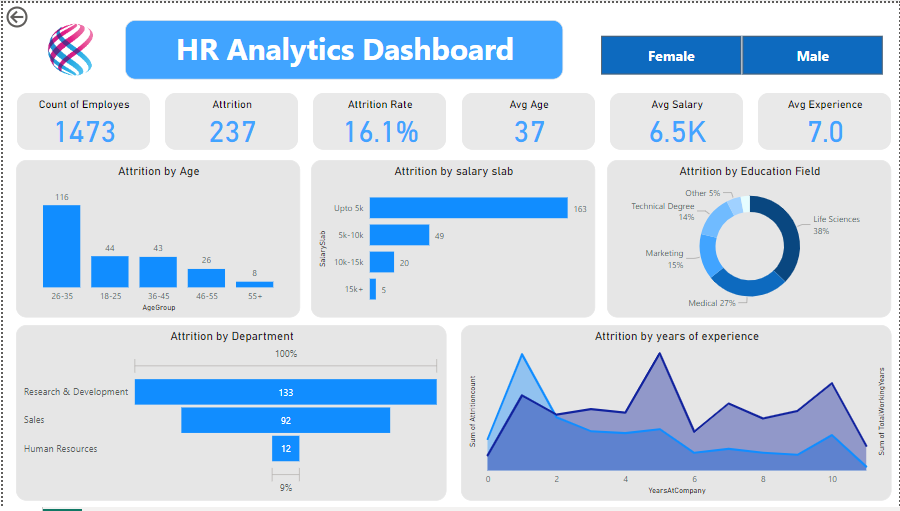 HR Analytics Dashboard
Female
Male
Count of Employes
1473
Attrition
237
Attrition Rate
16.1%
Avg Age
37
Avg Salary
6.5K
Avg Experience
7.0
Attrition by Age
116
44
43
26
8
26-35
18-25
36-45
46-55
55+
AgeGroup
Attrition by salary slab
SalarySlab
Upto 5k
163
5k-10k
49
10k-15k
20
15k+
5
Attrition by Education Field
Other 5%
Technical Degree
14%
Life Sciences
38%
Marketing
15%
Medical 27%
Attrition by Department
100%
Research & Development
133
Sales
92
Human Resources
12
9%
Attrition by years of experience
Sum of Attritioncount
Sum of TotalWorkingYears
0
2
4
6
8
10
YearsAtCompany